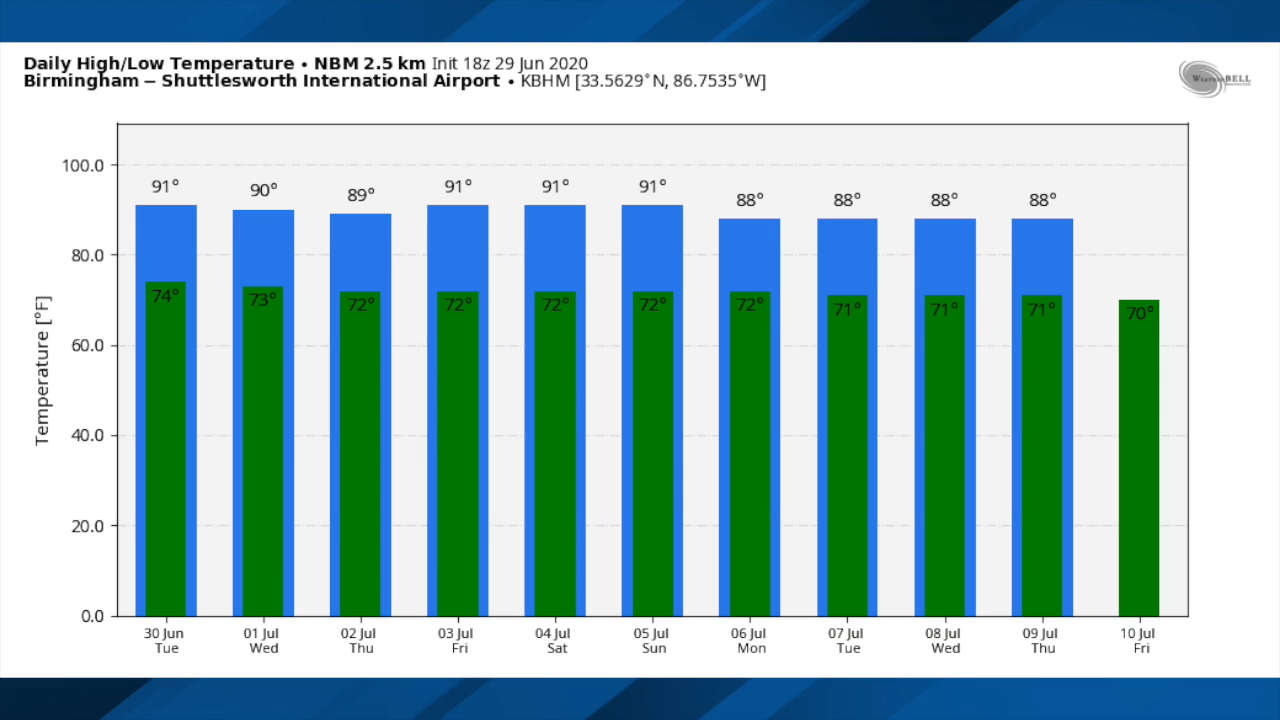 Daily High/Low Temperature • NBM 2.5 km Init 18z 29 Jun 2020
Birmingham – Shuttlesworth International Airport • KBHM [33.5629°N, 86.7535°W]
WeatherBELL
100.0
80.0
60.0
40.0
20.0
0.0
Temperature [°F]
91° 90° 89° 91° 91° 91° 88° 88° 88° 88°
74° 73° 72° 72° 72° 72° 72° 71° 71° 71° 70°
30 Jun 01 Jul 02 Jul 03 Jul 04 Jul 05 Jul 06 Jul 07 Jul 08 Jul 09 Jul 10 Jul
Tue Wed Thu Fri Sat Sun Mon Tue Wed Thu Fri